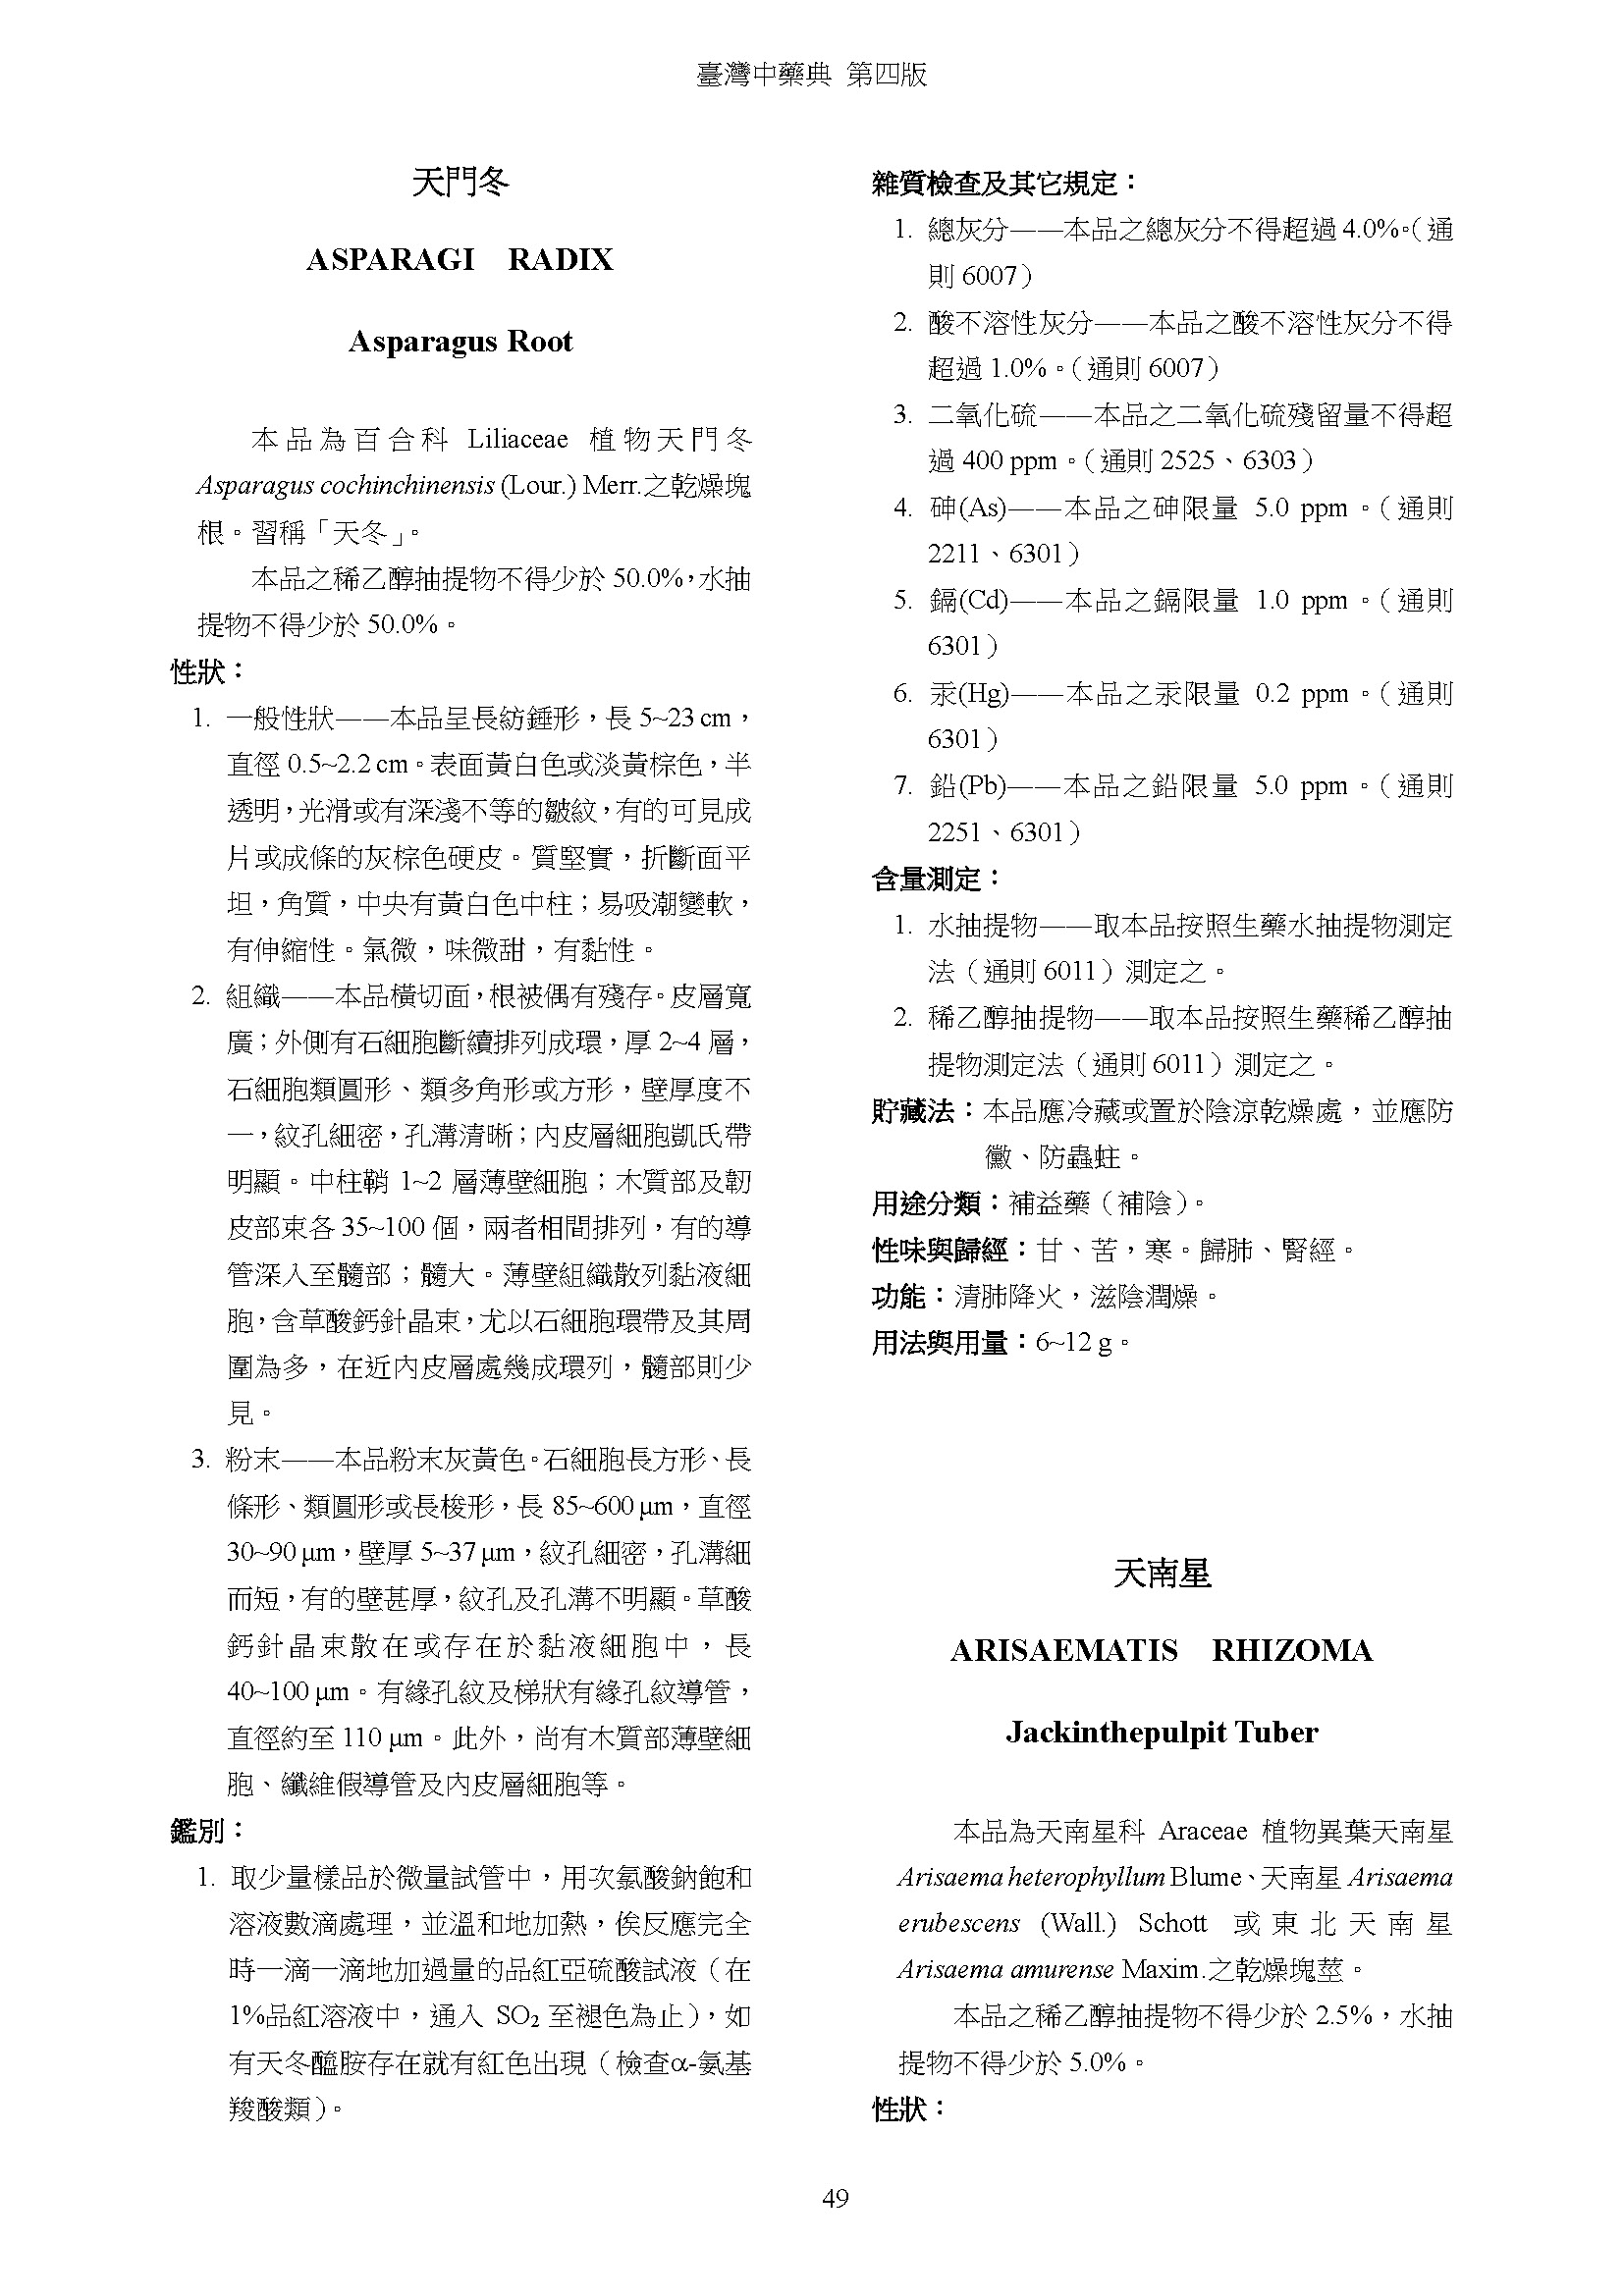 臺灣中藥典 第四版
天門冬
ASPARAGI RADIX
Asparagus Root
本品為百合科 Liliaceae 植物天門冬
Asparagus cochinchinensis (Lour.) Merr.之乾燥塊
根。習稱「天冬」。
本品之稀乙醇抽提物不得少於 50.0%，水抽
提物不得少於 50.0%。
性狀：
1. 一般性狀——本品呈長紡錘形，長 5~23 cm，
直徑 0.5~2.2 cm。表面黃白色或淡黃棕色，半
透明，光滑或有深淺不等的皺紋，有的可見成
片或成條的灰棕色硬皮。質堅實，折斷面平
坦，角質，中央有黃白色中柱；易吸潮變軟，
有伸縮性。氣微，味微甜，有黏性。
2. 組織——本品橫切面，根被偶有殘存。皮層寬
廣；外側有石細胞斷續排列成環，厚 2~4 層，
石細胞類圓形、類多角形或方形，壁厚度不
一，紋孔細密，孔溝清晰；內皮層細胞凱氏帶
明顯。中柱鞘 1~2 層薄壁細胞；木質部及韌
皮部束各 35~100 個，兩者相間排列，有的導
管深入至髓部；髓大。薄壁組織散列黏液細
胞，含草酸鈣針晶束，尤以石細胞環帶及其周
圍為多，在近內皮層處幾成環列，髓部則少
見。
3. 粉末——本品粉末灰黃色。石細胞長方形、長
條形、類圓形或長梭形，長 85~600 μm，直徑
30~90 μm，壁厚 5~37 μm，紋孔細密，孔溝細
而短，有的壁甚厚，紋孔及孔溝不明顯。草酸
鈣針晶束散在或存在於黏液細胞中，長
40~100 μm。有緣孔紋及梯狀有緣孔紋導管，
直徑約至 110 μm。此外，尚有木質部薄壁細
胞、纖維假導管及內皮層細胞等。
鑑別：
1. 取少量樣品於微量試管中，用次氯酸鈉飽和
溶液數滴處理，並溫和地加熱，俟反應完全
時一滴一滴地加過量的品紅亞硫酸試液（在
1%品紅溶液中，通入 SO₂ 至褪色為止），如
有天冬醯胺存在就有紅色出現（檢查α-氨基
羧酸類）。
雜質檢查及其它規定：
1. 總灰分——本品之總灰分不得超過 4.0%。（通
則 6007）
2. 酸不溶性灰分——本品之酸不溶性灰分不得
超過 1.0%。（通則 6007）
3. 二氧化硫——本品之二氧化硫殘留量不得超
過 400 ppm。（通則 2525、6303）
4. 砷(As)——本品之砷限量 5.0 ppm。（通則
2211、6301）
5. 鎘(Cd)——本品之鎘限量 1.0 ppm。（通則
6301）
6. 汞(Hg)——本品之汞限量 0.2 ppm。（通則
6301）
7. 鉛(Pb)——本品之鉛限量 5.0 ppm。（通則
2251、6301）
含量測定：
1. 水抽提物——取本品按照生藥水抽提物測定
法（通則 6011）測定之。
2. 稀乙醇抽提物——取本品按照生藥稀乙醇抽
提物測定法（通則 6011）測定之。
貯藏法：本品應冷藏或置於陰涼乾燥處，並應防
黴、防蟲蛀。
用途分類：補益藥（補陰）。
性味與歸經：甘、苦，寒。歸肺、腎經。
功能：清肺降火，滋陰潤燥。
用法與用量：6~12 g。
天南星
ARISAEMATIS RHIZOMA
Jackinthepulpit Tuber
本品為天南星科 Araceae 植物異葉天南星
Arisaema heterophyllum Blume、天南星 Arisaema
erubescens (Wall.) Schott 或東北天南星
Arisaema amurense Maxim.之乾燥塊莖。
本品之稀乙醇抽提物不得少於 2.5%，水抽
提物不得少於 5.0%。
性狀：
49